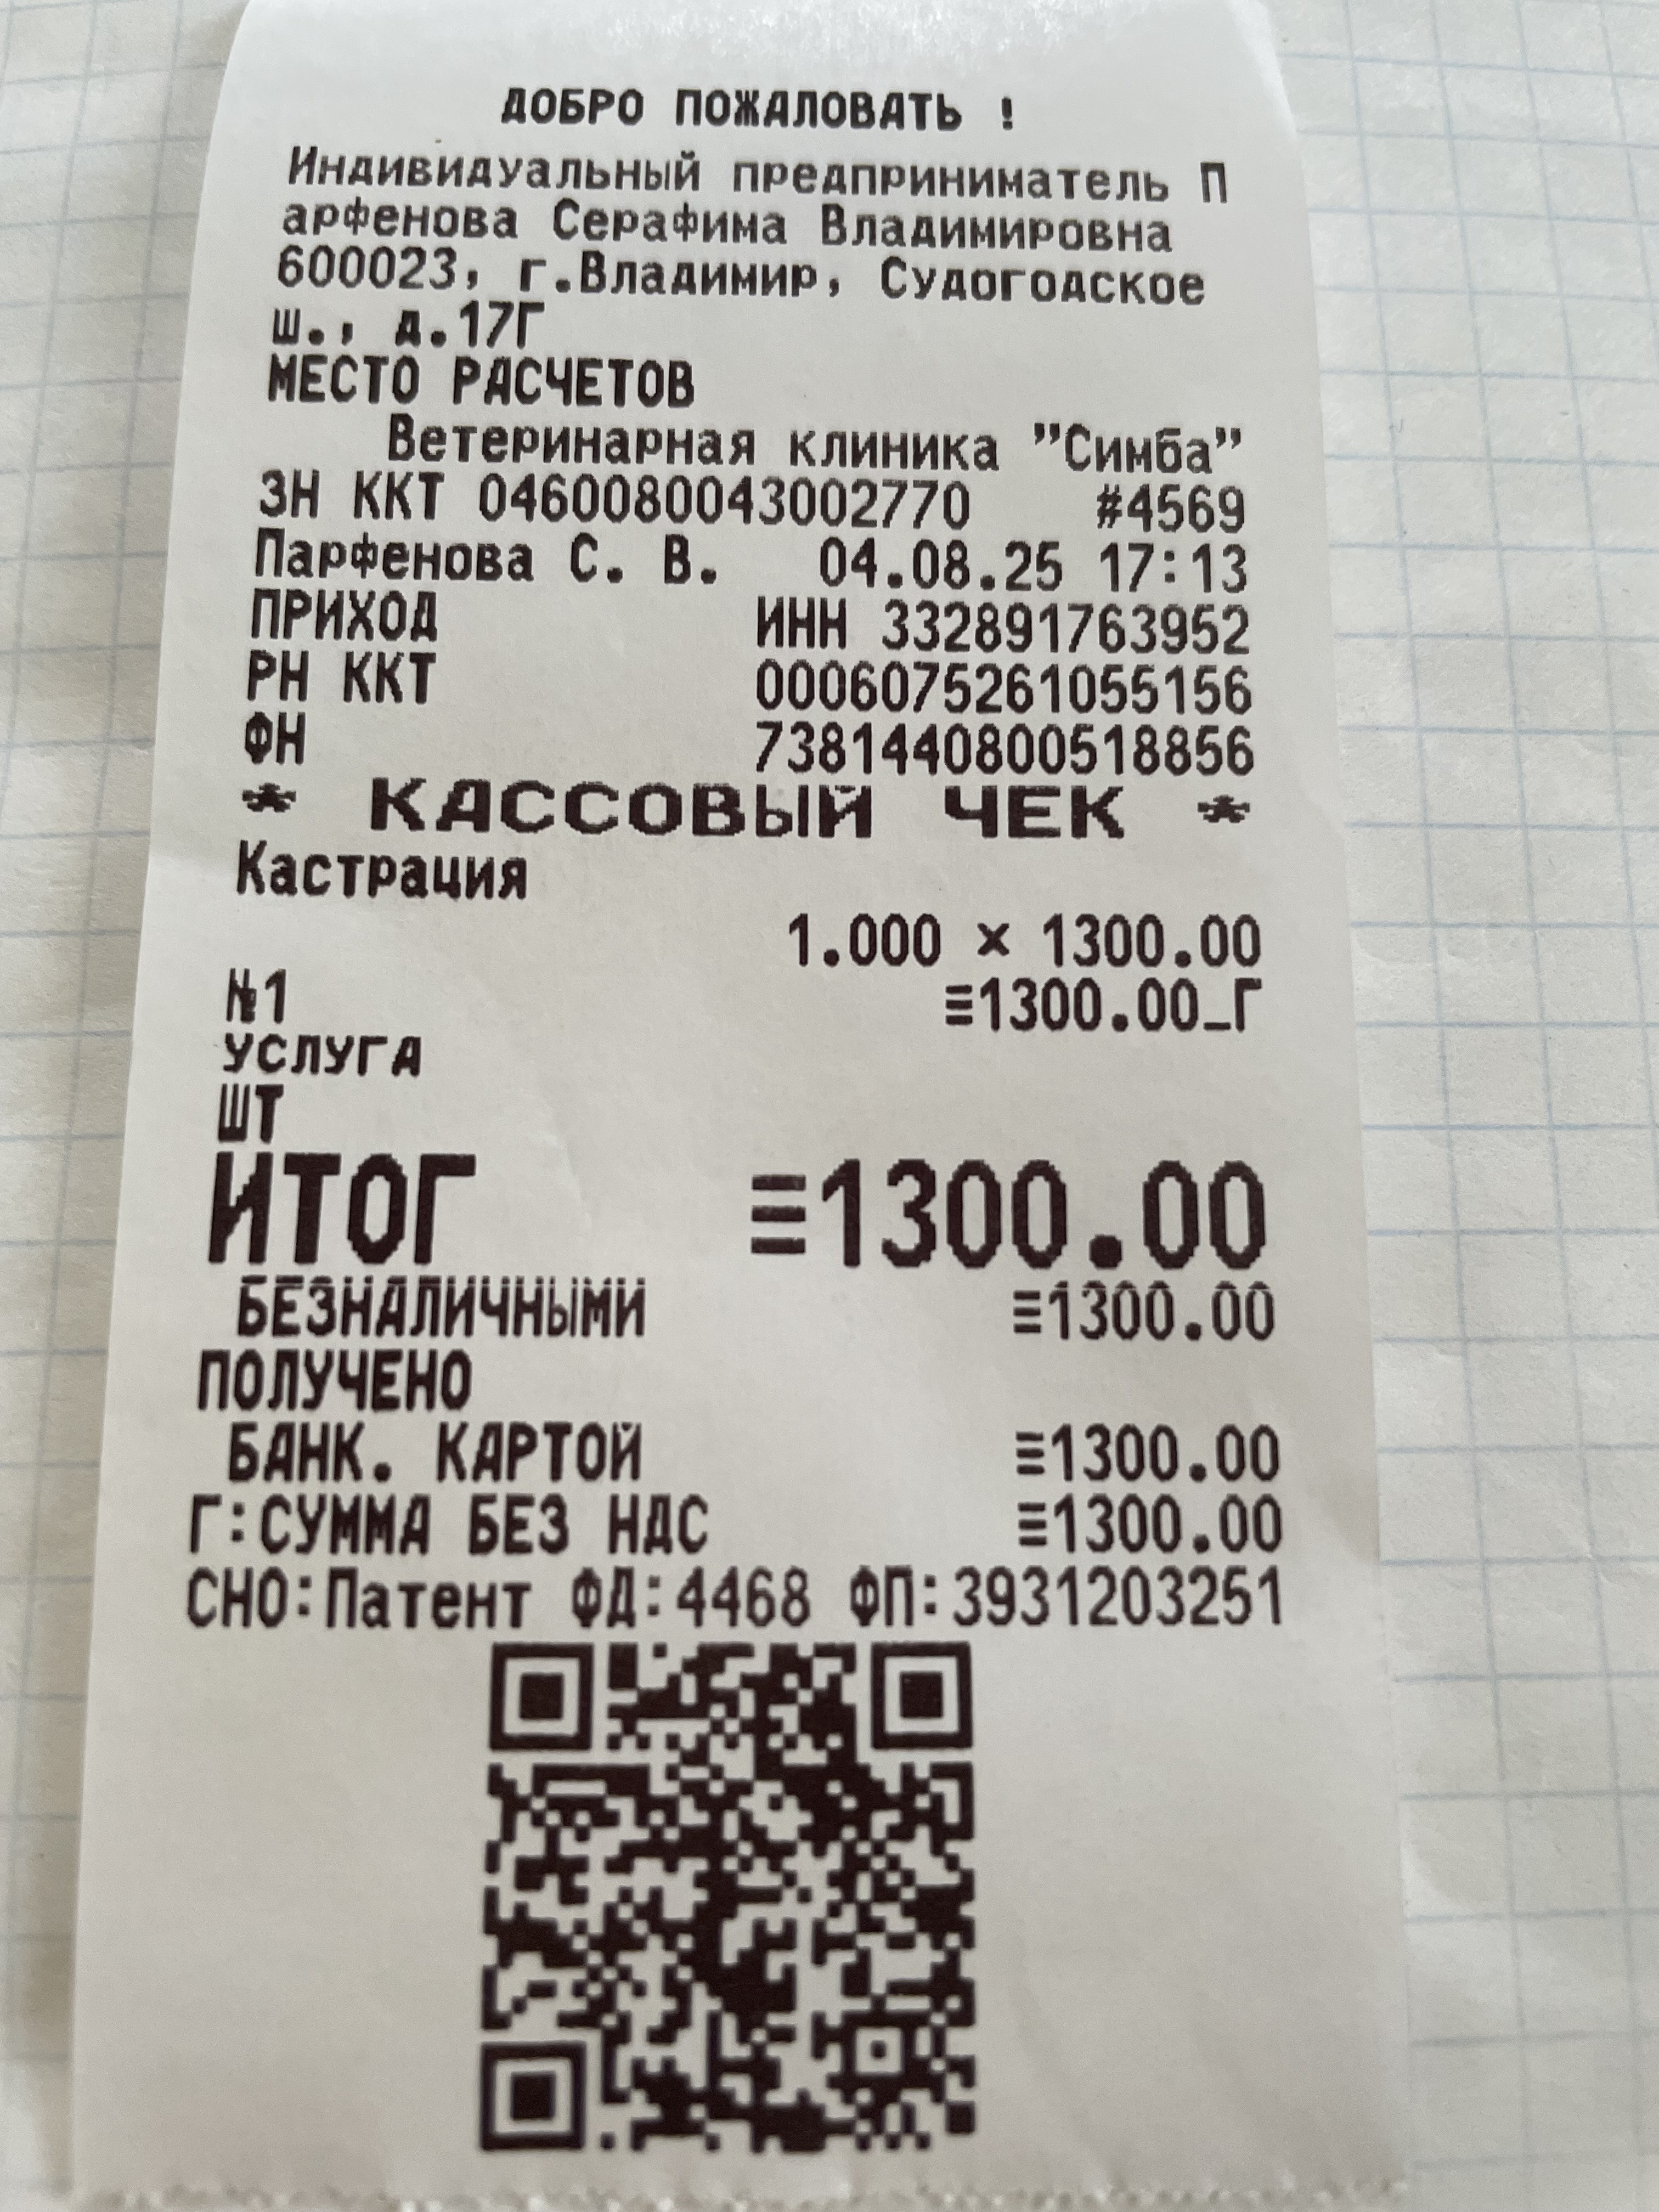 ДОБРО ПОЖАЛОВАТЬ !
Индивидуальный предприниматель П
арфенова Серафима Владимировна
600023, г.Владимир, Судогодское
ш., д.17Г
МЕСТО РАСЧЕТОВ
Ветеринарная клиника "Симба"
ЗН ККТ 0460080043002770 #4569
Парфенова С. В. 04.08.25 17:13
ПРИХОД ИНН 332891763952
РН ККТ 0006075261055156
ФН 7381440800518856
* КАССОВЫЙ ЧЕК *
Кастрация
1.000 × 1300.00
№1 ≡1300.00_Г
УСЛУГА
ШТ
ИТОГ ≡1300.00
БЕЗНАЛИЧНЫМИ ≡1300.00
ПОЛУЧЕНО
БАНК. КАРТОЙ ≡1300.00
Г:СУММА БЕЗ НДС ≡1300.00
СНО:Патент ФД:4468 ФП:3931203251